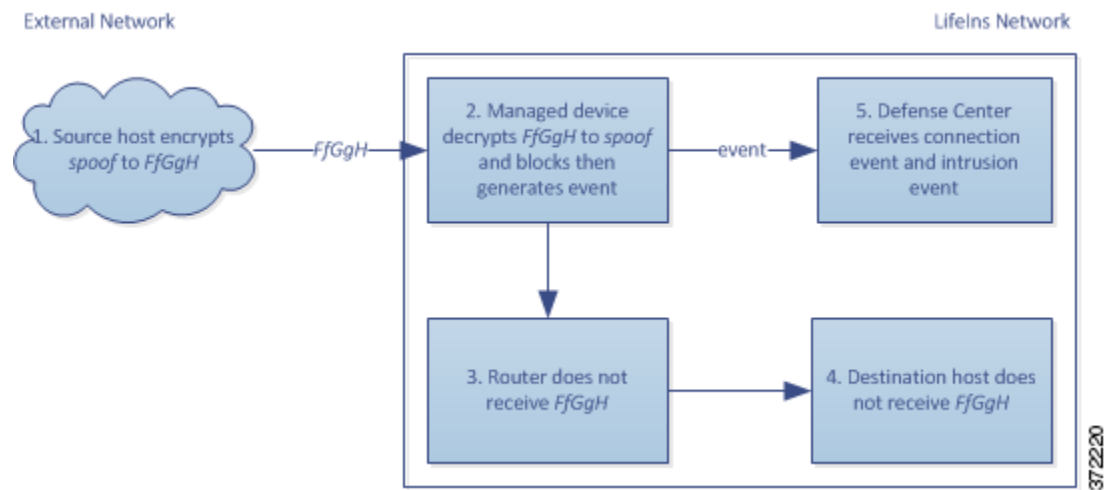 External Network
LifeIns Network
1. Source host encrypts
spoof to FfGgH
FfGgH
2. Managed device
decrypts FfGgH to spoof
and blocks then
generates event
event
5. Defense Center
receives connection
event and intrusion
event
3. Router does not
receive FfGgH
4. Destination host does
not receive FfGgH
372220